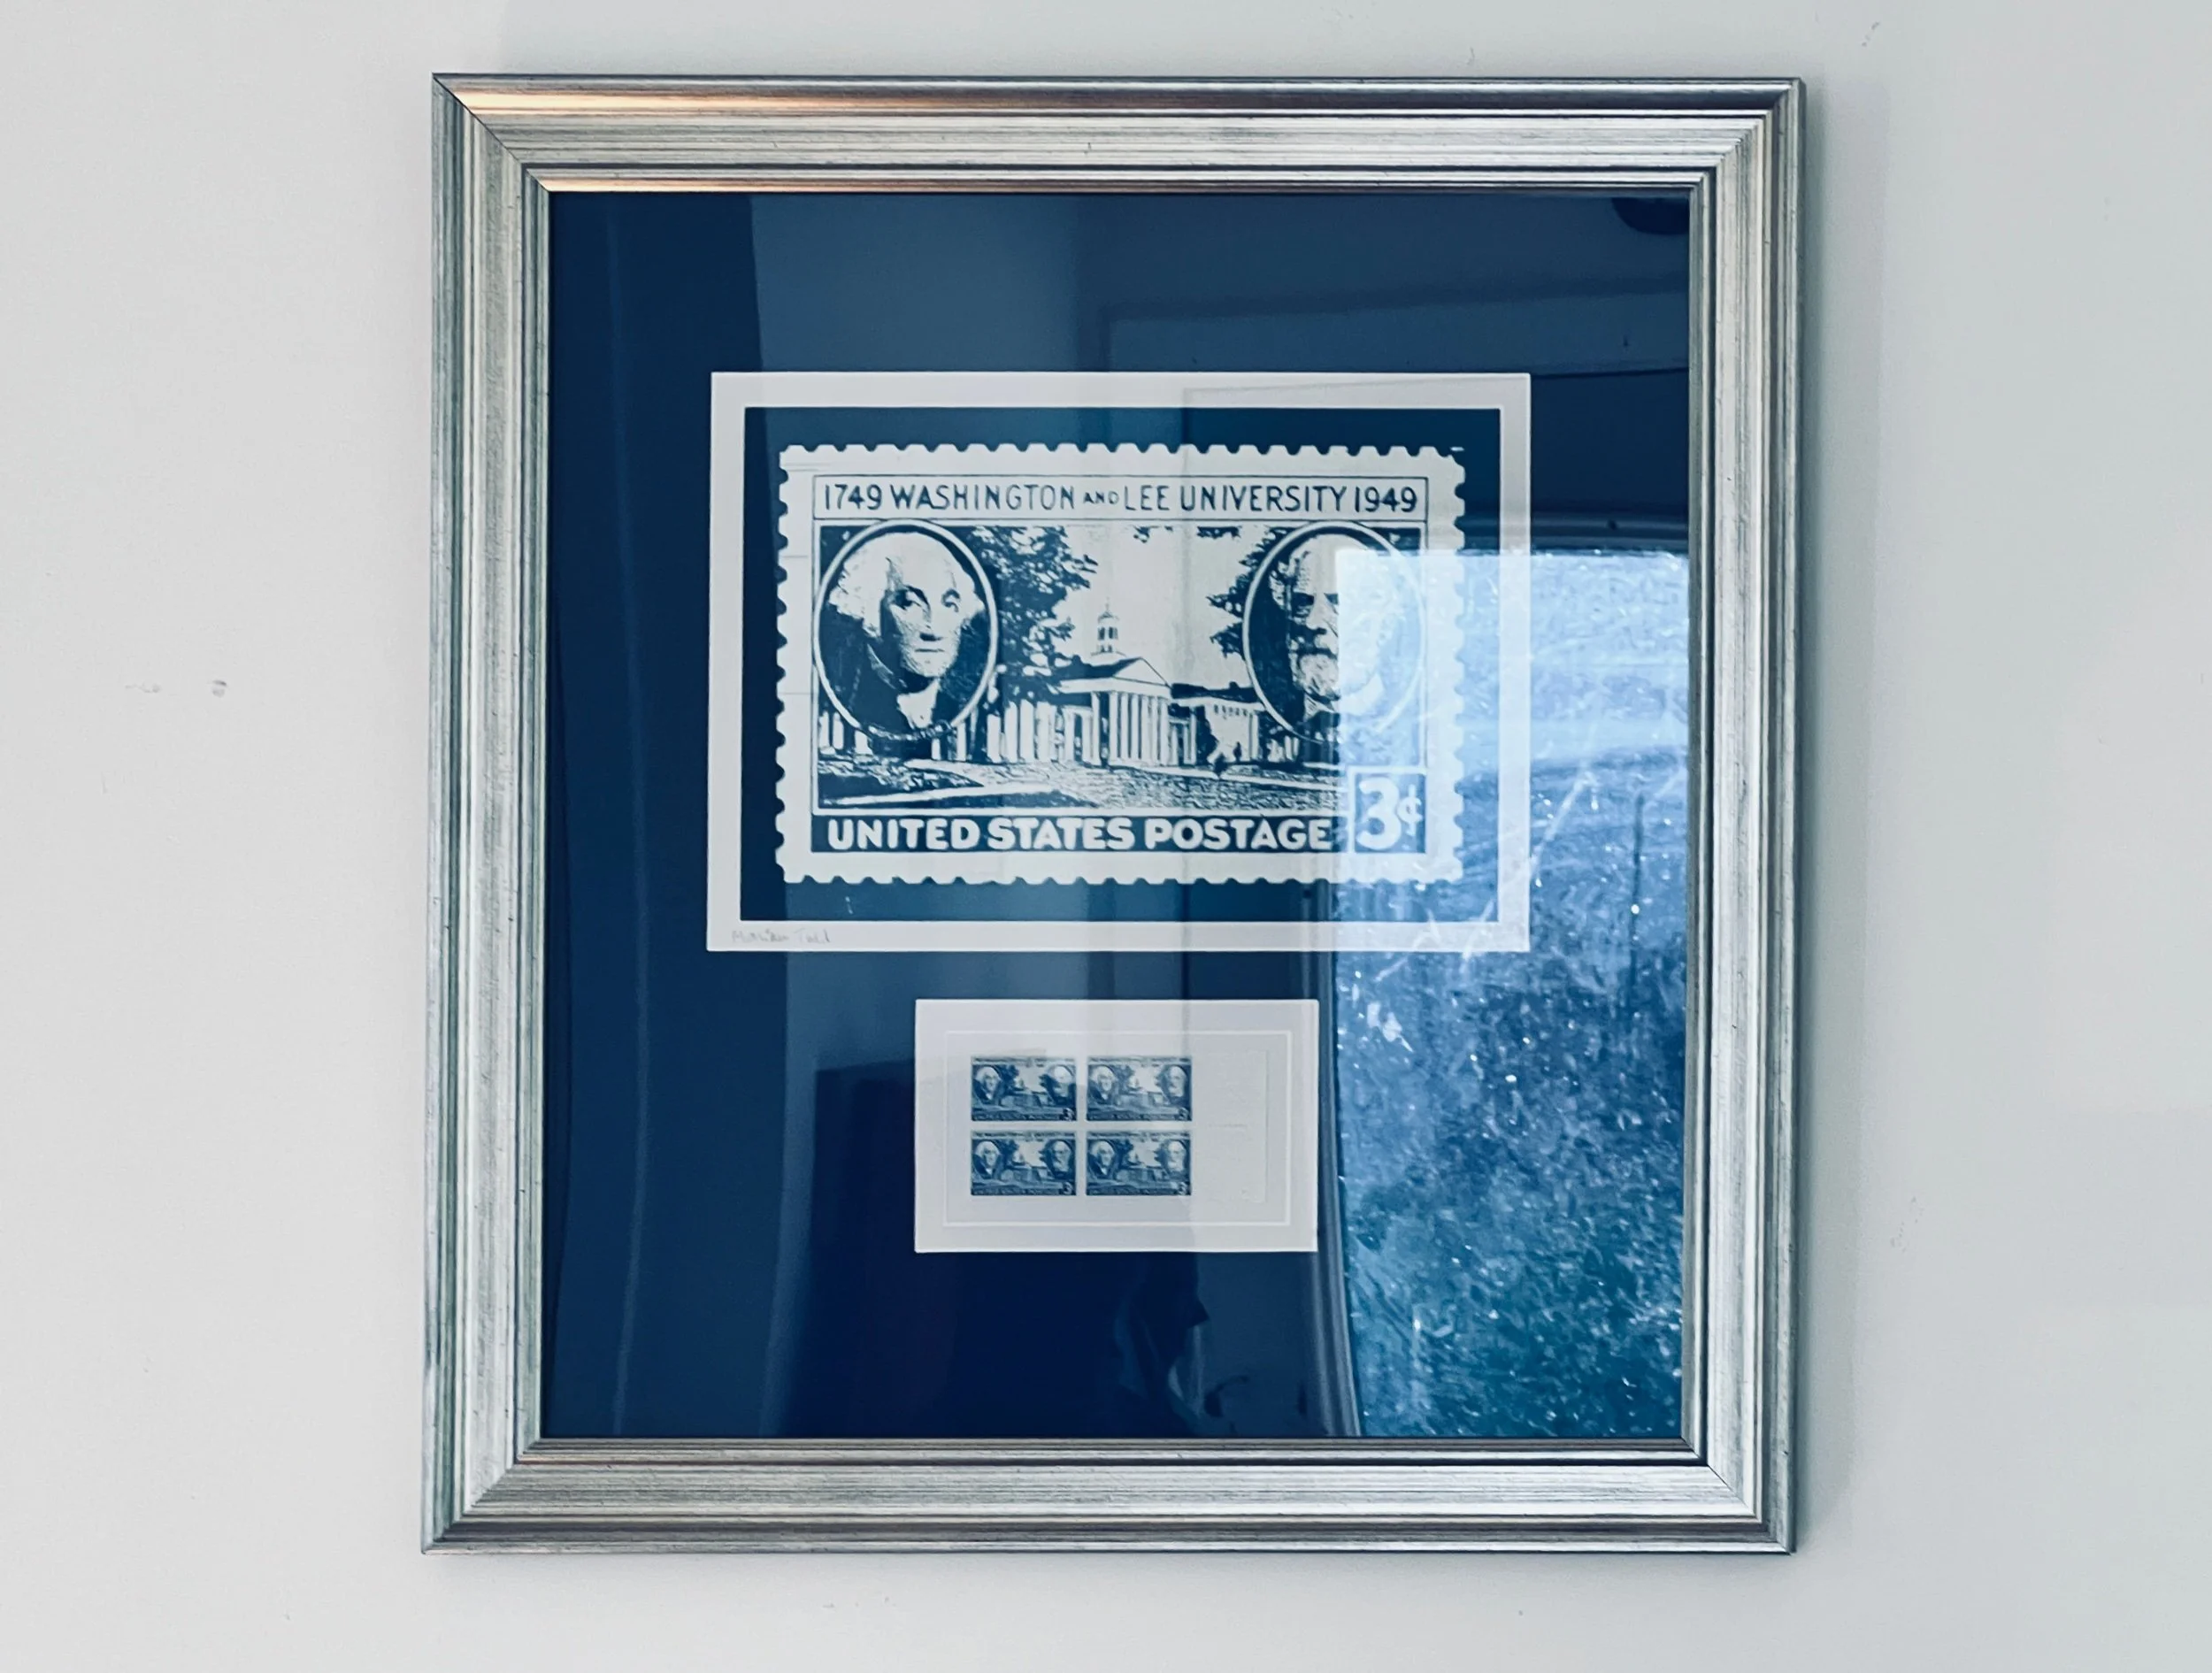 1749 WASHINGTON AND LEE UNIVERSITY 1949
UNITED STATES POSTAGE 3¢